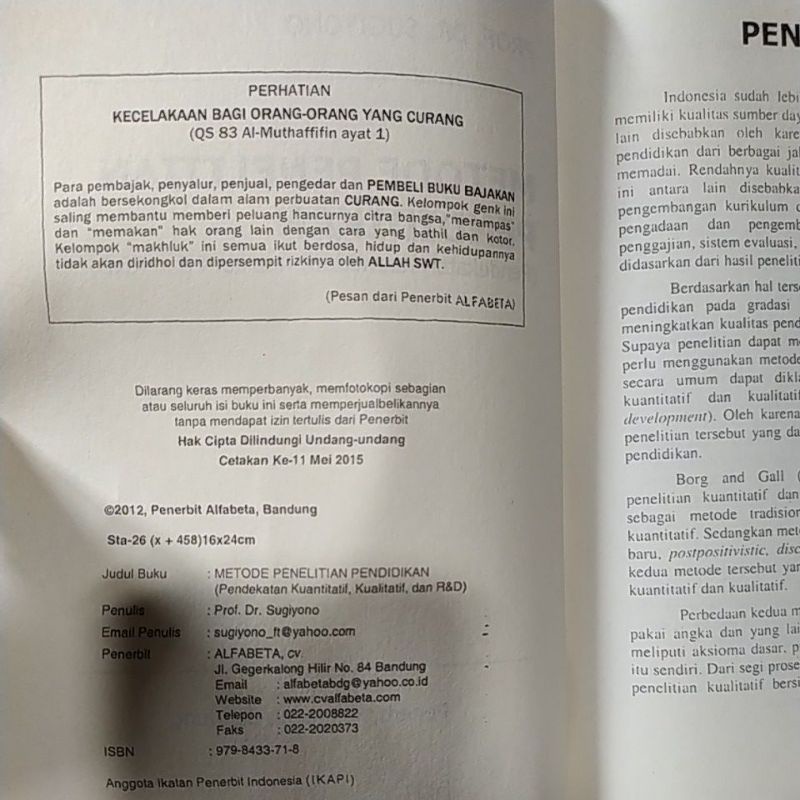 PERHATIAN
KECELAKAAN BAGI ORANG-ORANG YANG CURANG
(QS 83 Al-Muthaffifin ayat 1)
Para pembajak, penyalur, penjual, pengedar dan PEMBELI BUKU BAJAKAN
adalah bersekongkol dalam alam perbuatan CURANG. Kelompok genk ini
saling membantu memberi peluang hancurnya citra bangsa,"merampas"
dan "memakan" hak orang lain dengan cara yang bathil dan kotor.
Kelompok "makhluk" ini semua ikut berdosa, hidup dan kehidupannya
tidak akan diridhoi dan dipersempit rizkinya oleh ALLAH SWT.
(Pesan dari Penerbit ALFABETA)
Dilarang keras memperbanyak, memfotokopi sebagian
atau seluruh isi buku ini serta memperjualbelikannya
tanpa mendapat izin tertulis dari Penerbit
Hak Cipta Dilindungi Undang-undang
Cetakan Ke-11 Mei 2015
©2012, Penerbit Alfabeta, Bandung
Sta-26 (x + 458)16x24cm
Judul Buku : METODE PENELITIAN PENDIDIKAN
(Pendekatan Kuantitatif, Kualitatif, dan R&D)
Penulis : Prof. Dr. Sugiyono
Email Penulis : sugiyono_ft@yahoo.com
Penerbit : ALFABETA, cv.
Jl. Gegerkalong Hilir No. 84 Bandung
Email : alfabetabdg@yahoo.co.id
Website : www.cvalfabeta.com
Telepon : 022-2008822
Faks : 022-2020373
ISBN : 979-8433-71-8
Anggota Ikatan Penerbit Indonesia (IKAPI)
PEN
Indonesia sudah lebi
memiliki kualitas sumber day
lain disebabkan oleh kare
pendidikan dari berbagai jal
memadai. Rendahnya kualit
ini antara lain disebabka
pengembangan kurikulum d
pengadaan dan pengemb
penggajian, sistem evaluasi,
didasarkan dari hasil peneliti
Berdasarkan hal terse
pendidikan pada gradasi
meningkatkan kualitas pend
Supaya penelitian dapat me
perlu menggunakan metode
secara umum dapat dikla
kuantitatif dan kualitatif
development). Oleh karena
penelitian tersebut yang da
pendidikan.
Borg and Gall (
penelitian kuantitatif dan
sebagai metode tradision
kuantitatif. Sedangkan met
baru, postpositivistic, disc
kedua metode tersebut yan
kuantitatif dan kualitatif.
Perbedaan kedua m
pakai angka dan yang lai
meliputi aksioma dasar, p
itu sendiri. Dari segi prose
penelitian kualitatif bersi